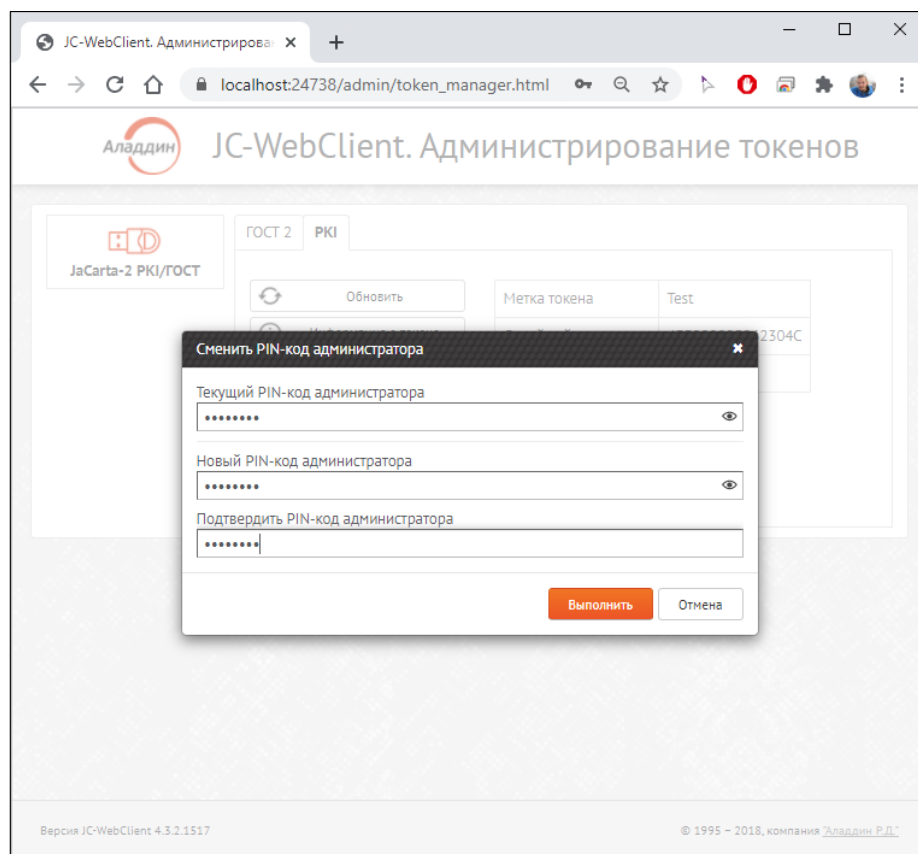 JC-WebClient. Администрирова
localhost:24738/admin/token_manager.html
Аладдин
JC-WebClient. Администрирование токенов
JaCarta-2 PKI/ГОСТ
ГОСТ 2
PKI
Обновить
Метка токена
Test
2304C
Сменить PIN-код администратора
Текущий PIN-код администратора
••••••••
Новый PIN-код администратора
••••••••
Подтвердить PIN-код администратора
••••••••
Выполнить
Отмена
Версия JC-WebClient 4.3.2.1517
© 1995 – 2018, компания "Аладдин Р.Д."